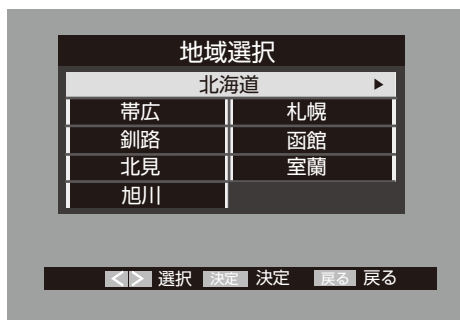 地域選択
北海道 ▶
帯広 札幌
釧路 函館
北見 室蘭
旭川
<> 選択 決定 決定 戻る 戻る